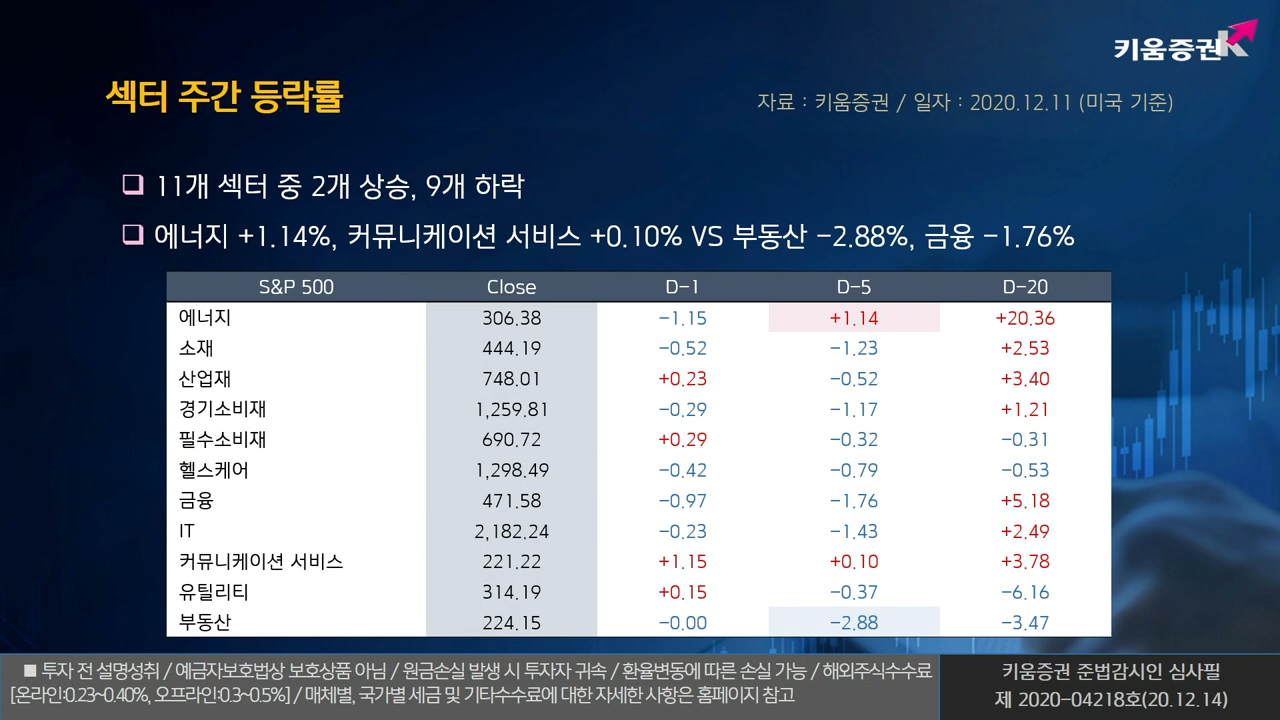 키움증권
섹터 주간 등락률
자료 : 키움증권 / 일자 : 2020.12.11 (미국 기준)
❑ 11개 섹터 중 2개 상승, 9개 하락
❑ 에너지 +1.14%, 커뮤니케이션 서비스 +0.10% VS 부동산 -2.88%, 금융 -1.76%
S&P 500 Close D-1 D-5 D-20
에너지 306.38 -1.15 +1.14 +20.36
소재 444.19 -0.52 -1.23 +2.53
산업재 748.01 +0.23 -0.52 +3.40
경기소비재 1,259.81 -0.29 -1.17 +1.21
필수소비재 690.72 +0.29 -0.32 -0.31
헬스케어 1,298.49 -0.42 -0.79 -0.53
금융 471.58 -0.97 -1.76 +5.18
IT 2,182.24 -0.23 -1.43 +2.49
커뮤니케이션 서비스 221.22 +1.15 +0.10 +3.78
유틸리티 314.19 +0.15 -0.37 -6.16
부동산 224.15 -0.00 -2.88 -3.47
■ 투자 전 설명성취 / 예금자보호법상 보호상품 아님 / 원금손실 발생 시 투자자 귀속 / 환율변동에 따른 손실 가능 / 해외주식수수료
[온라인:0.23~0.40%, 오프라인:0.3~0.5%] / 매체별, 국가별 세금 및 기타수수료에 대한 자세한 사항은 홈페이지 참고
키움증권 준법감시인 심사필
제 2020-04218호(20.12.14)